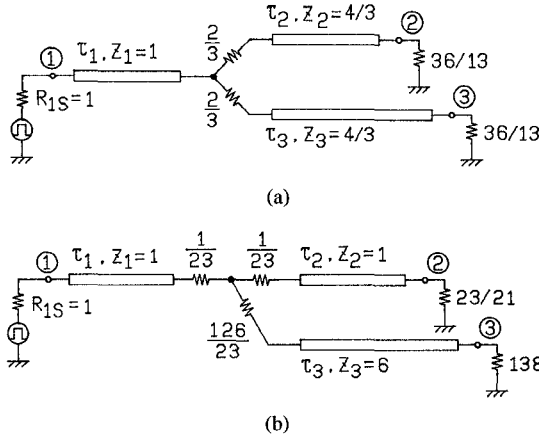 ①
τ₁, Z₁=1
R₁S=1
2/3
2/3
τ₂, Z₂=4/3
②
36/13
τ₃, Z₃=4/3
③
36/13
(a)
①
τ₁, Z₁=1
R₁S=1
1/23
1/23
126/23
τ₂, Z₂=1
②
23/21
τ₃, Z₃=6
③
138
(b)